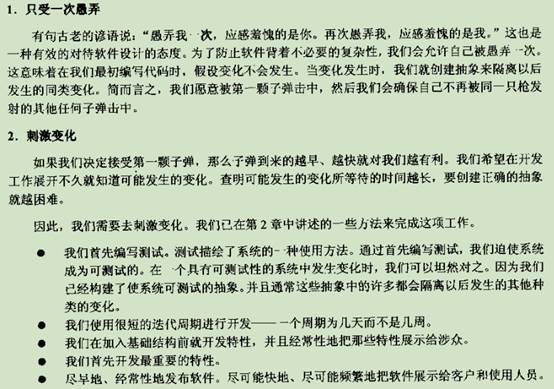 1．只受一次愚弄
有句古老的谚语说：“愚弄我一次，应感羞愧的是你。再次愚弄我，应感羞愧的是我。”这也是
一种有效的对待软件设计的态度。为了防止软件背着不必要的复杂性，我们会允许自己被愚弄一次。
这意味着在我们最初编写代码时，假设变化不会发生。当变化发生时，我们就创建抽象来隔离以后
发生的同类变化。简而言之，我们愿意被第一颗子弹击中，然后我们会确保自己不再被同一只枪发
射的其他任何子弹击中。
2．刺激变化
如果我们决定接受第一颗子弹，那么子弹到来的越早、越快就对我们越有利。我们希望在开发
工作展开不久就知道可能发生的变化。查明可能发生的变化所等待的时间越长，要创建正确的抽象
就越困难。
因此，我们需要去刺激变化。我们已在第 2 章中讲述的一些方法来完成这项工作。
● 我们首先编写测试。测试描绘了系统的一种使用方法。通过首先编写测试，我们迫使系统
成为可测试的。在一个具有可测试性的系统中发生变化时，我们可以坦然对之。因为我们
已经构建了使系统可测试的抽象。并且通常这些抽象中的许多都会隔离以后发生的其他种
类的变化。
● 我们使用很短的迭代周期进行开发——一个周期为几天而不是几周。
● 我们在加入基础结构前就开发特性，并且经常性地把那些特性展示给涉众。
● 我们首先开发最重要的特性。
● 尽早地、经常性地发布软件。尽可能快地、尽可能频繁地把软件展示给客户和使用人员。